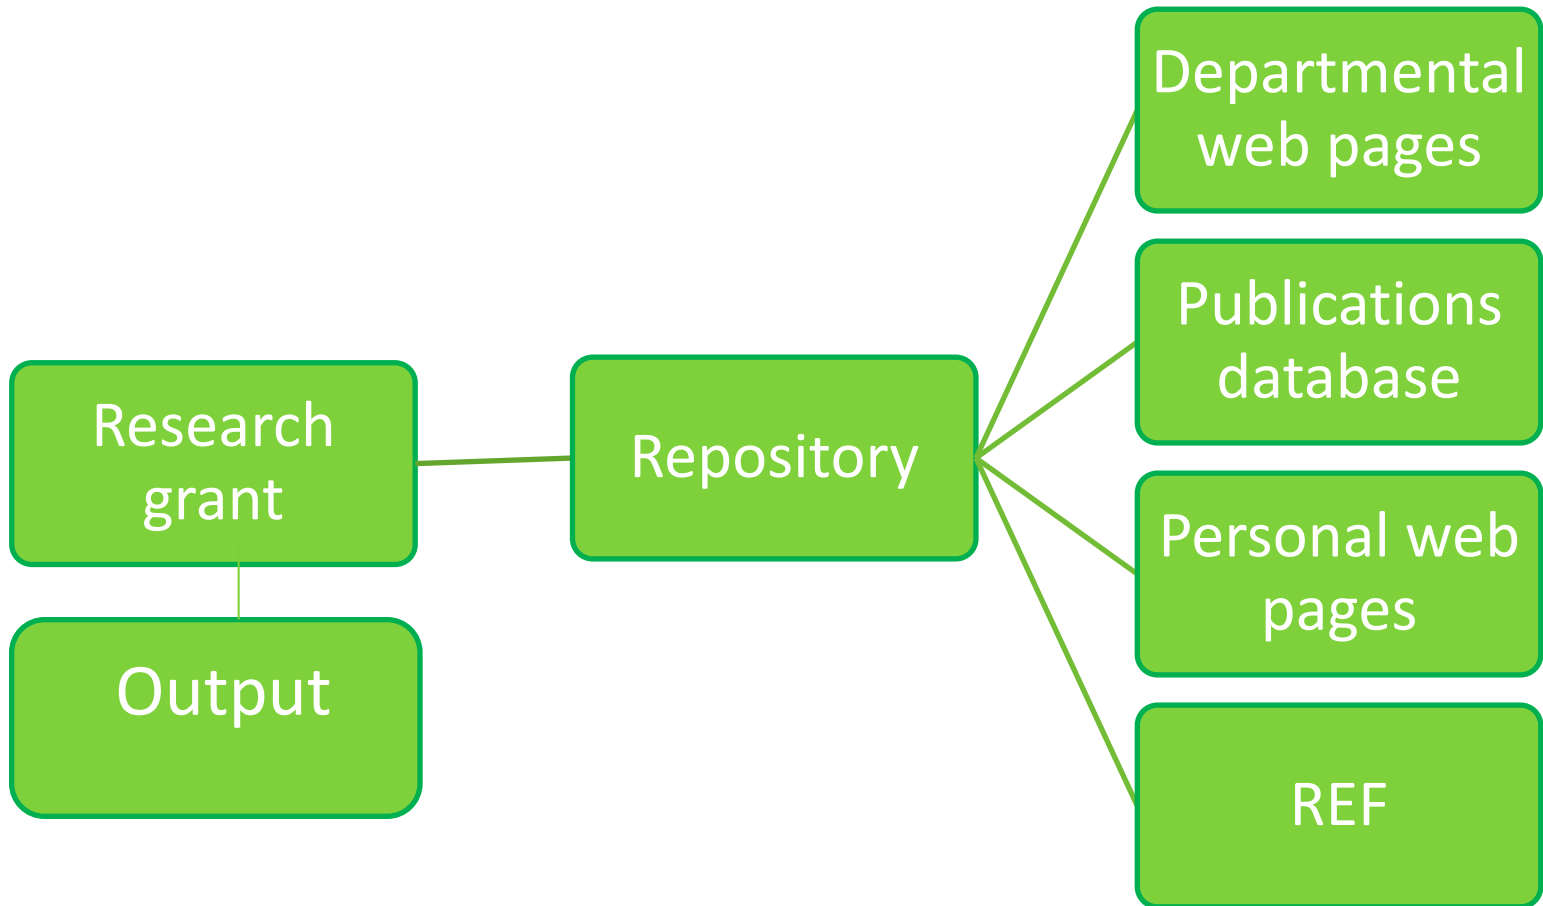 Research
grant
Output
Repository
Departmental
web pages
Publications
database
Personal web
pages
REF